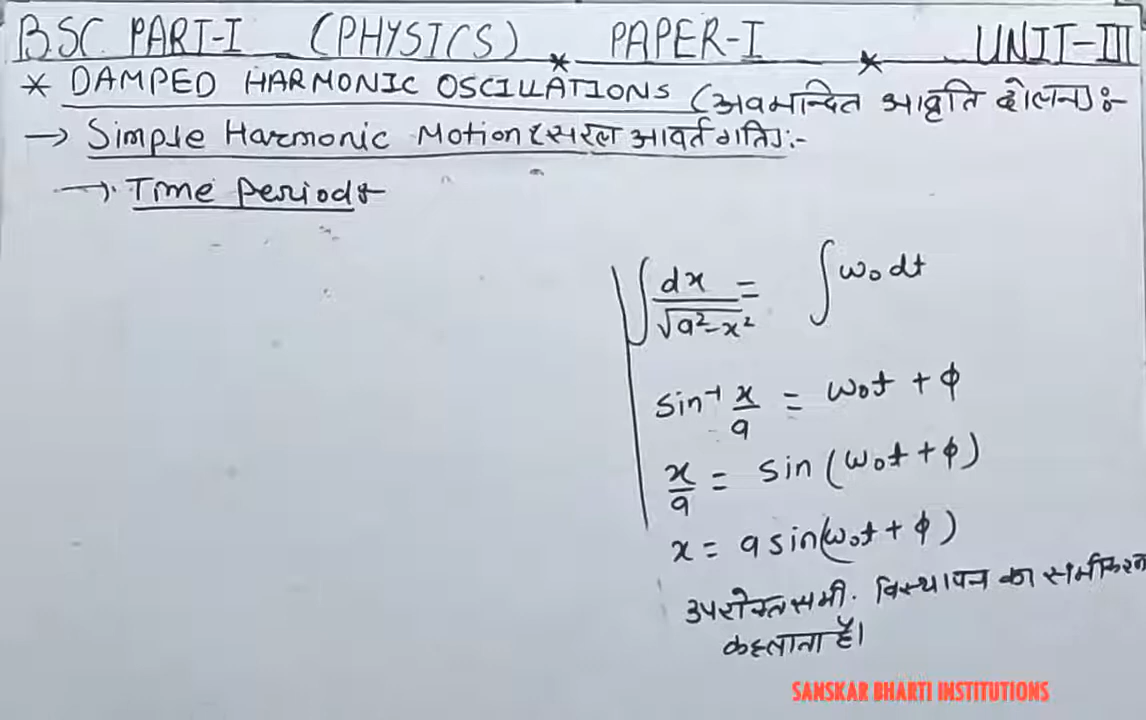 BSC PART-I (PHYSICS) * PAPER-I * UNIT-III
* DAMPED HARMONIC OSCILLATIONS (अवमन्दित आवृति दोलन):-
→ Simple Harmonic Motion (सरल आवर्त गति):-
→ Time Period:-
∫ dx/√a²-x² = ∫ω₀dt
sin⁻¹ x/a = ω₀t + φ
x/a = sin (ω₀t + φ)
x = a sin(ω₀t + φ)
उपरोक्त समी. विस्थापन का समीकरन
कहलाता है।
SANSKAR BHARTI INSTITUTIONS